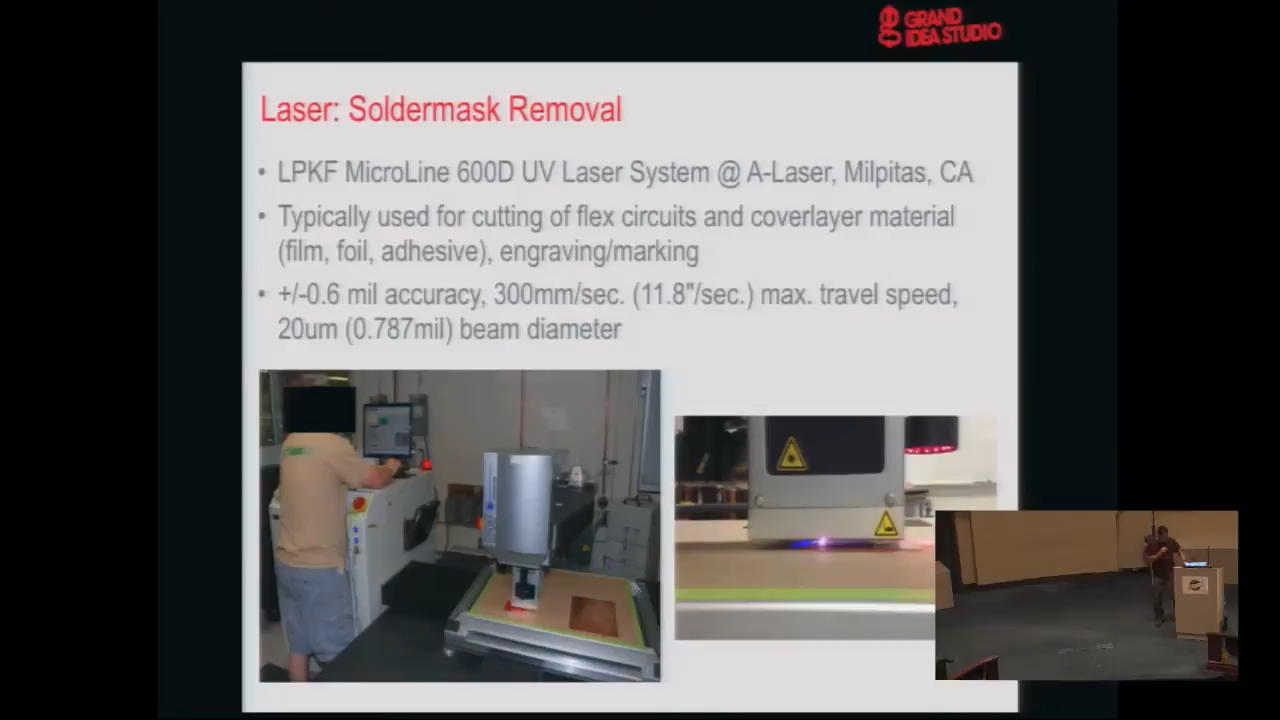 GRAND
IDEA STUDIO
Laser: Soldermask Removal
• LPKF MicroLine 600D UV Laser System @ A-Laser, Milpitas, CA
• Typically used for cutting of flex circuits and coverlayer material
(film, foil, adhesive), engraving/marking
• +/-0.6 mil accuracy, 300mm/sec. (11.8"/sec.) max. travel speed,
20um (0.787mil) beam diameter